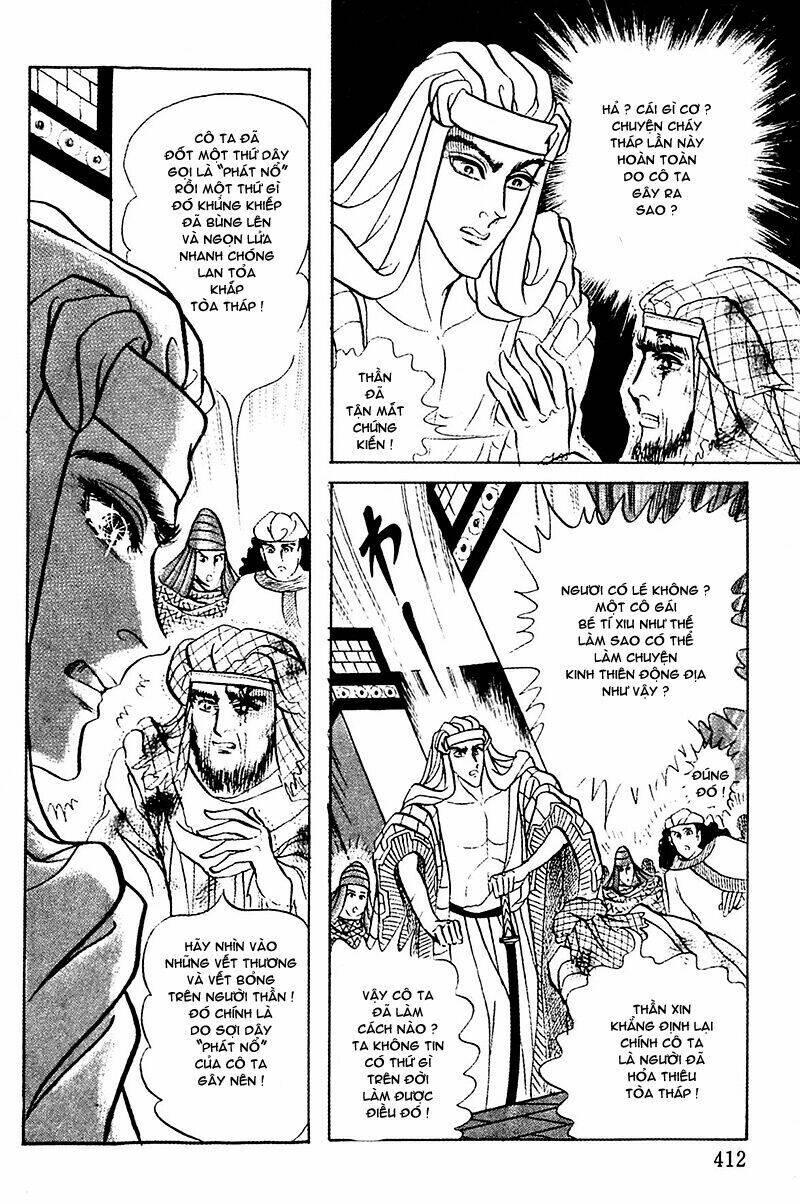 HẢ ? CÁI GÌ CƠ ?
CHUYỆN CHÁY
THÁP LẦN NÀY
HOÀN TOÀN
DO CÔ TA
GÂY RA
SAO ?
THẦN
ĐÃ
TẬN MẮT
CHỨNG
KIẾN !
NGƯƠI CÓ LÉ KHÔNG ?
MỘT CÔ GÁI
BÉ TÍ XIU NHƯ THẾ
LÀM SAO CÓ THỂ
LÀM CHUYỆN
KINH THIÊN ĐỘNG ĐỊA
NHƯ VẬY ?
ĐÚNG
ĐÓ !
THẦN XIN
KHẲNG ĐỊNH LẠI
CHÍNH CÔ TA
LÀ NGƯỜI ĐÃ
HỎA THIÊU
TÒA THÁP !
VẬY CÔ TA
ĐÃ LÀM
CÁCH NÀO ?
TA KHÔNG TIN
CÓ THỨ GÌ
TRÊN ĐỜI
LÀM ĐƯỢC
ĐIỀU ĐÓ !
CÔ TA ĐÃ
ĐỐT MỘT THỨ DÂY
GỌI LÀ "PHÁT NỔ"
RỒI MỘT THỨ GÌ
ĐÓ KHỦNG KHIẾP
ĐÃ BÙNG LÊN
VÀ NGỌN LỬA
NHANH CHÓNG
LAN TỎA
KHẮP
TÒA THÁP !
HÃY NHÌN VÀO
NHỮNG VẾT THƯƠNG
VÀ VẾT BỎNG
TRÊN NGƯỜI THẦN !
ĐÓ CHÍNH LÀ
DO SỢI DÂY
"PHÁT NỔ"
CỦA CÔ TA
GÂY NÊN !
412